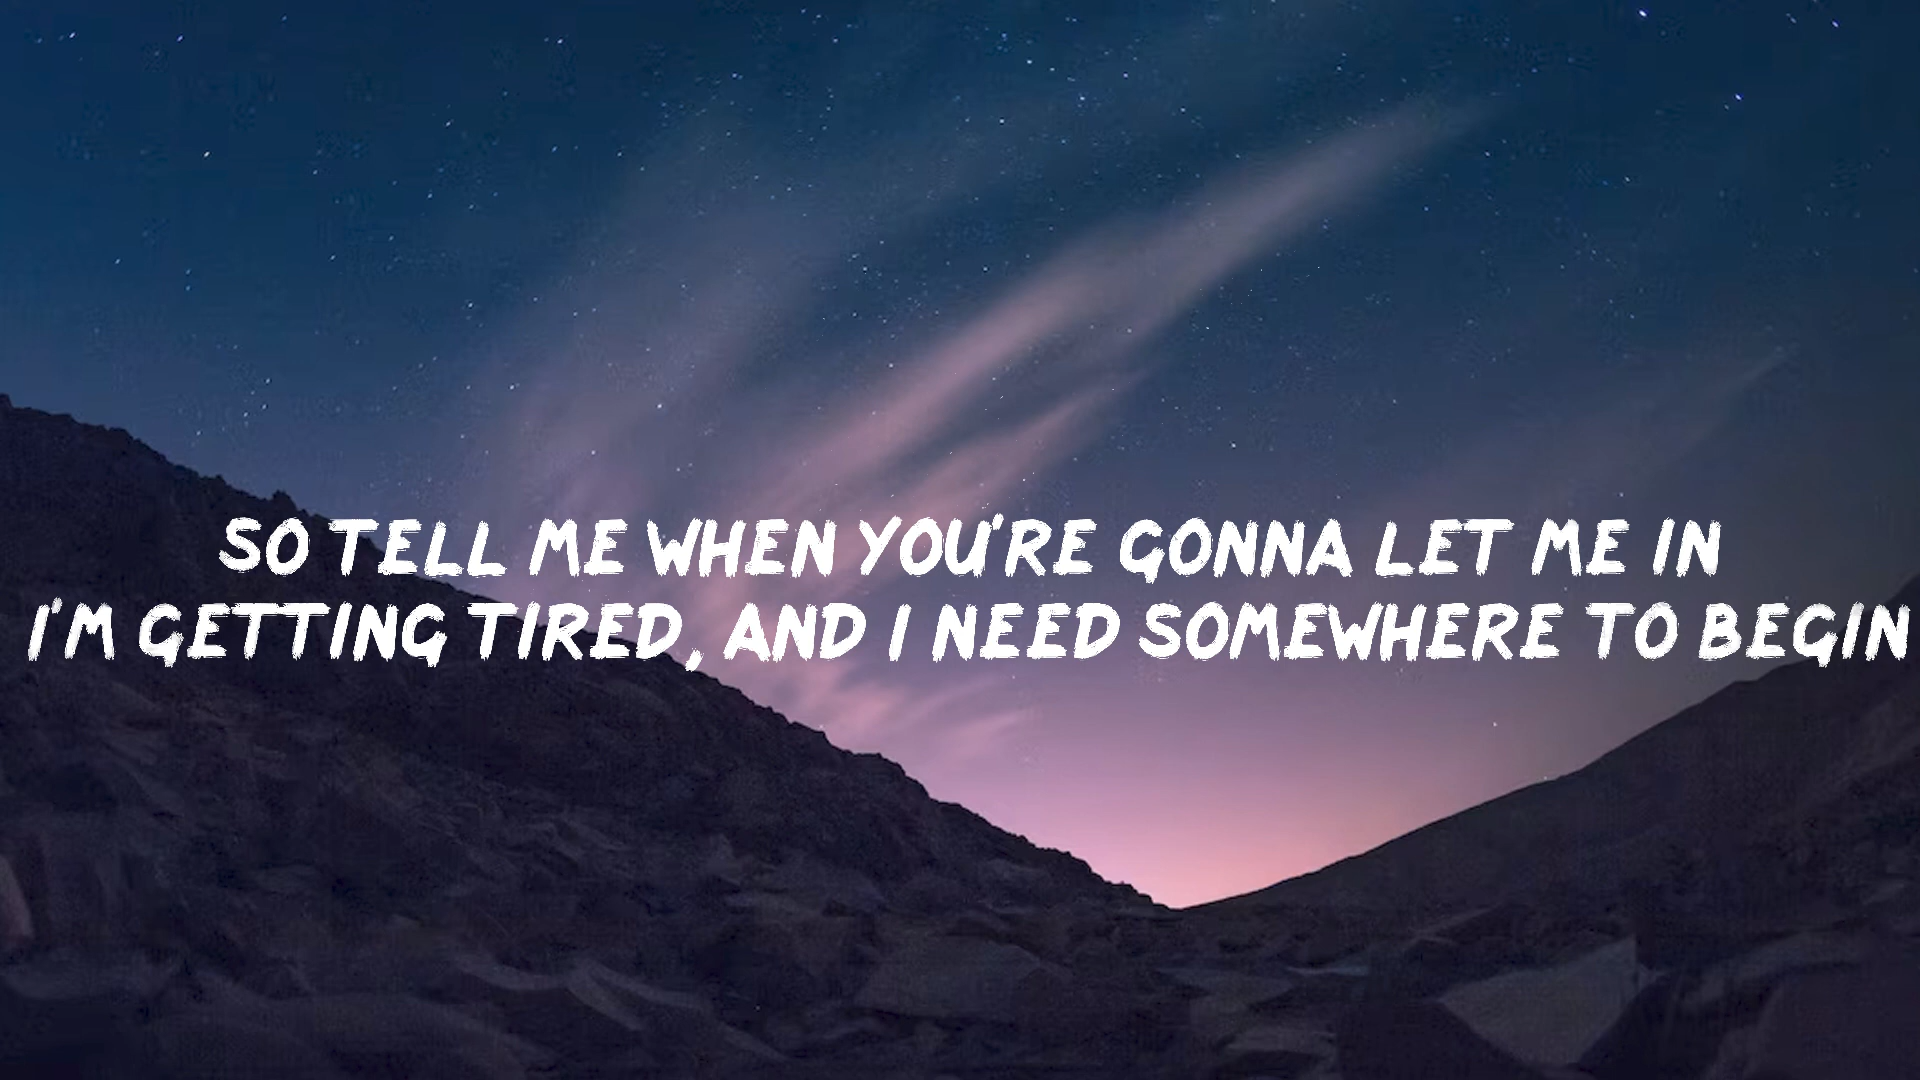 SO TELL ME WHEN YOU'RE GONNA LET ME IN
I'M GETTING TIRED, AND I NEED SOMEWHERE TO BEGIN